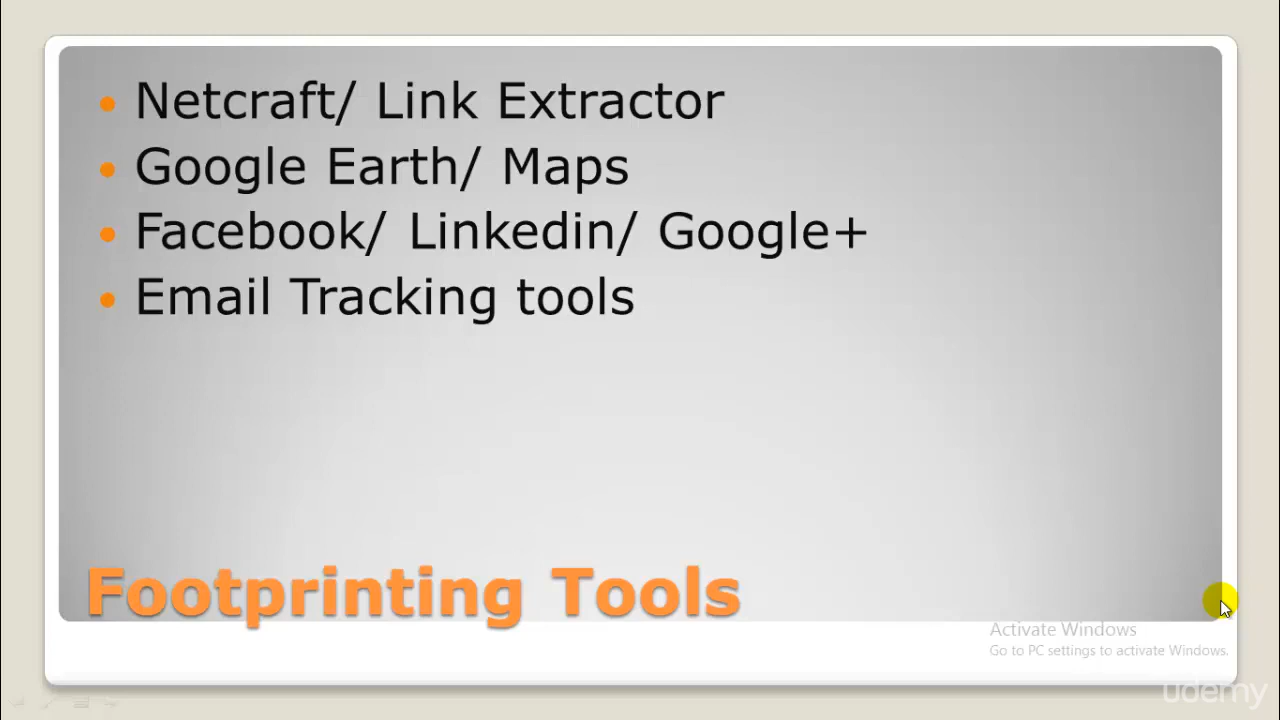 Netcraft/ Link Extractor
Google Earth/ Maps
Facebook/ Linkedin/ Google+
Email Tracking tools
Footprinting Tools
Activate Windows
Go to PC settings to activate Windows.
udemy